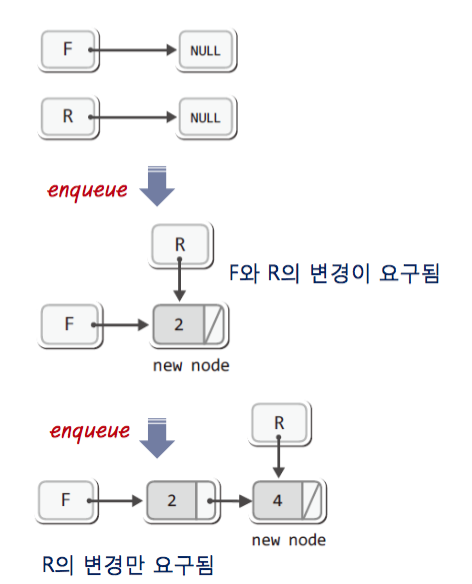 F NULL
R NULL
enqueue
R
F와 R의 변경이 요구됨
F 2
new node
enqueue
R
F 2 4
new node
R의 변경만 요구됨